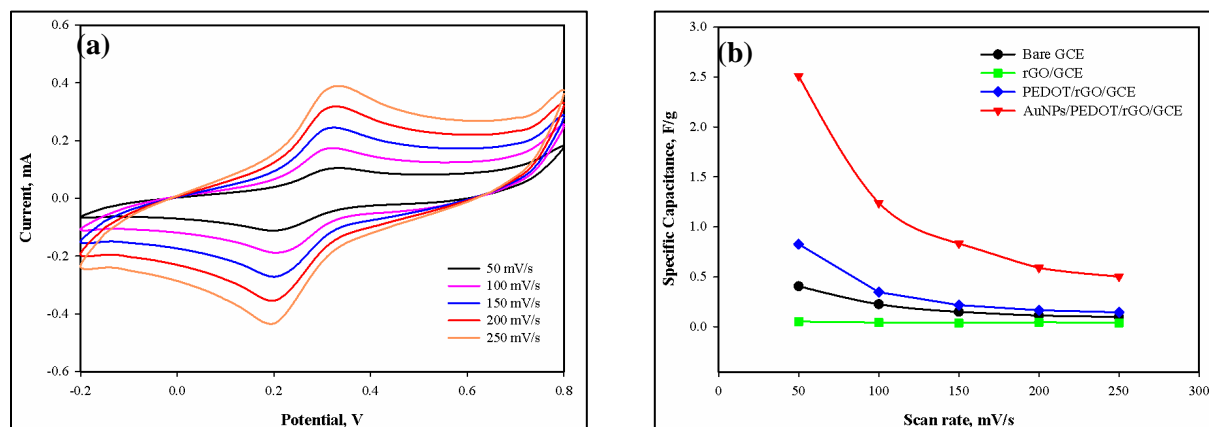 (a)
0.6
0.4
0.2
0.0
-0.2
-0.4
-0.6
Current, mA
-0.2 0.0 0.2 0.4 0.6 0.8
Potential, V
50 mV/s
100 mV/s
150 mV/s
200 mV/s
250 mV/s
(b)
3.0
2.5
2.0
1.5
1.0
0.5
0.0
Specific Capacitance, F/g
50 100 150 200 250 300
Scan rate, mV/s
Bare GCE
rGO/GCE
PEDOT/rGO/GCE
AuNPs/PEDOT/rGO/GCE